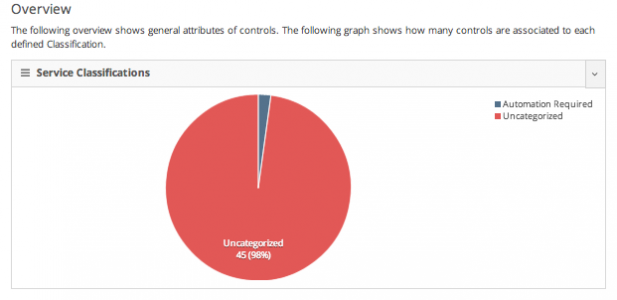 Overview
The following overview shows general attributes of controls. The following graph shows how many controls are associated to each
defined Classification.
Service Classifications
Automation Required
Uncategorized
Uncategorized
45 (98%)